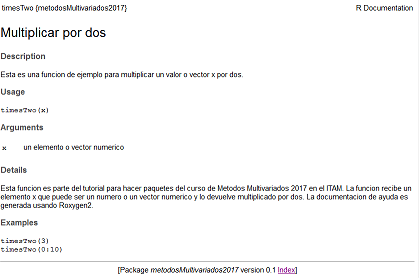 timesTwo {metodosMultivariados2017} R Documentation
Multiplicar por dos
Description
Esta es una funcion de ejemplo para multiplicar un valor o vector x por dos.
Usage
timesTwo(x)
Arguments
x un elemento o vector numerico
Details
Esta funcion es parte del tutorial para hacer paquetes del curso de Metodos Multivariados 2017 en el ITAM. La funcion recibe un
elemento x que puede ser un numero o un vector numerico y lo devuelve multiplicado por dos. La documentacion de ayuda es
generada usando Roxygen2.
Examples
timesTwo(3)
timesTwo(0:10)
[Package metodosMultivariados2017 version 0.1 Index]